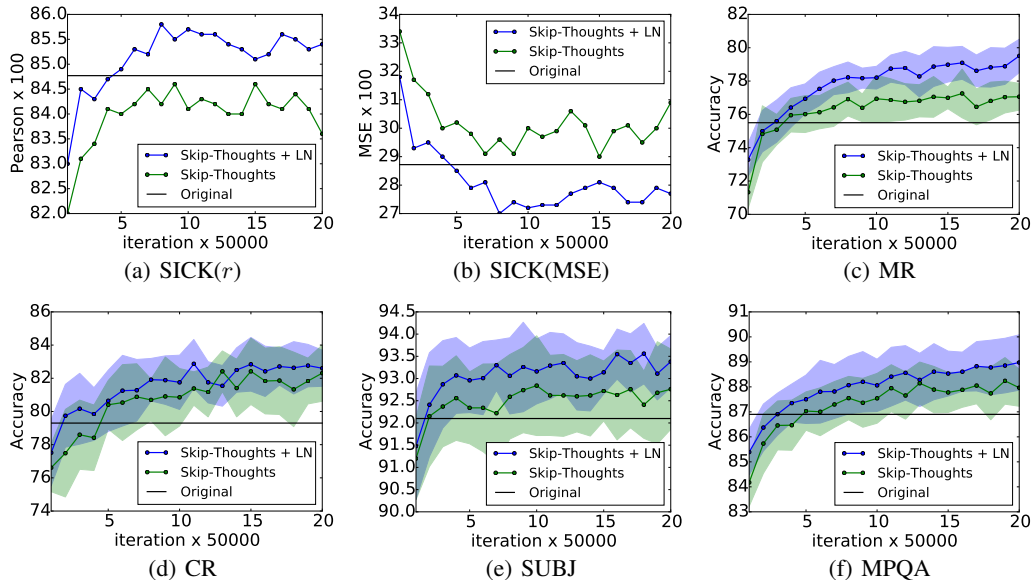 86.0
85.5
85.0
84.5
84.0
83.5
83.0
82.5
82.0
Pearson x 100
Skip-Thoughts + LN
Skip-Thoughts
Original
5 10 15 20
iteration x 50000
(a) SICK(r)
34
33
32
31
30
29
28
27
MSE x 100
Skip-Thoughts + LN
Skip-Thoughts
Original
5 10 15 20
iteration x 50000
(b) SICK(MSE)
82
80
78
76
74
72
70
Accuracy
Skip-Thoughts + LN
Skip-Thoughts
Original
5 10 15 20
iteration x 50000
(c) MR
86
84
82
80
78
76
74
Accuracy
Skip-Thoughts + LN
Skip-Thoughts
Original
5 10 15 20
iteration x 50000
(d) CR
94.5
94.0
93.5
93.0
92.5
92.0
91.5
91.0
90.5
90.0
Accuracy
Skip-Thoughts + LN
Skip-Thoughts
Original
5 10 15 20
iteration x 50000
(e) SUBJ
91
90
89
88
87
86
85
84
83
Accuracy
Skip-Thoughts + LN
Skip-Thoughts
Original
5 10 15 20
iteration x 50000
(f) MPQA